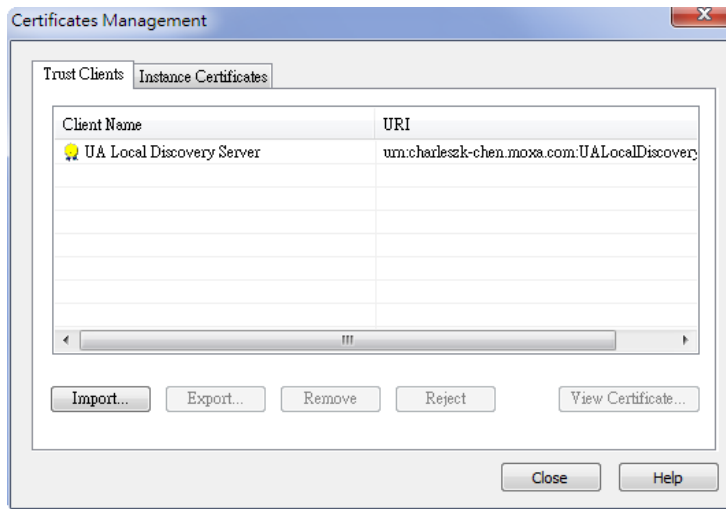 Certificates Management
Trust Clients Instance Certificates
Client Name URI
UA Local Discovery Server urn:charleszk-chen.moxa.com:UALocalDiscovery
Import... Export... Remove Reject View Certificate...
Close Help